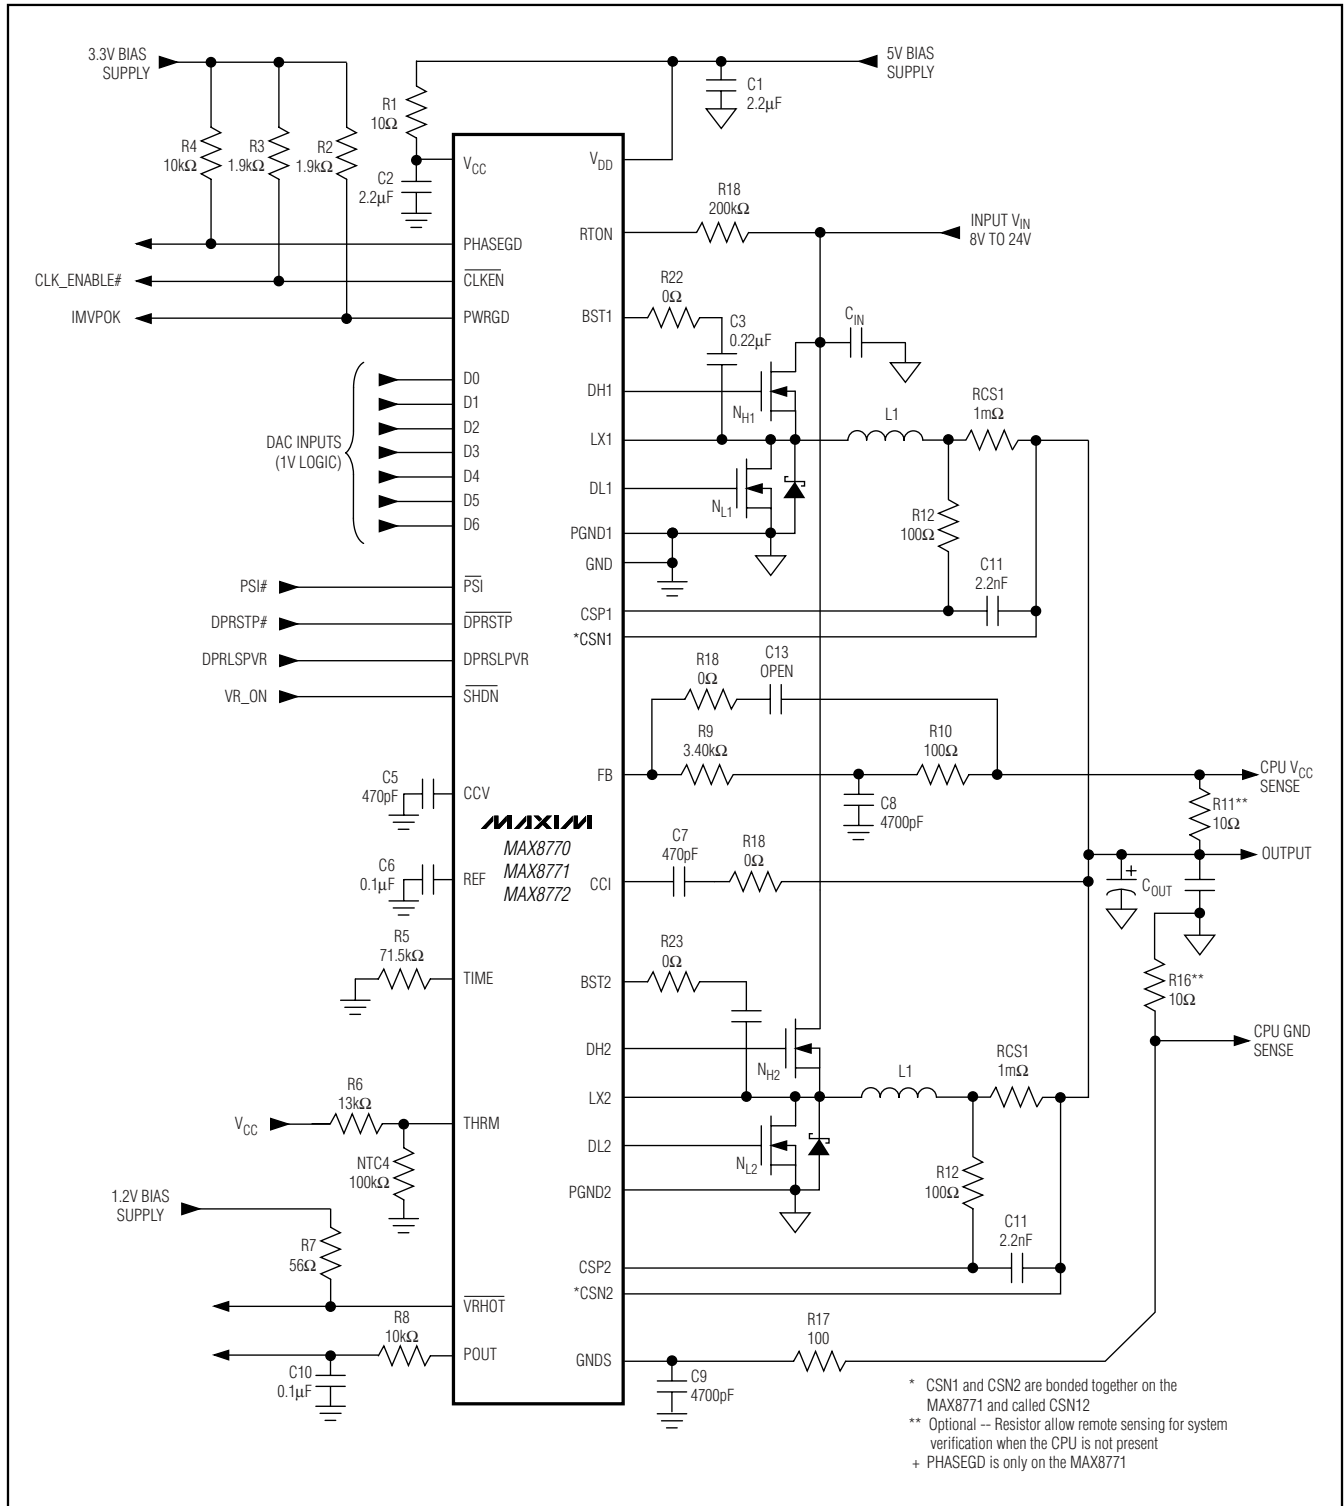 3.3V BIAS
SUPPLY
5V BIAS
SUPPLY
C1
2.2µF
R1
10Ω
R4
10kΩ
R3
1.9kΩ
R2
1.9kΩ
C2
2.2µF
VCC
VDD
R18
200kΩ
INPUT VIN
8V TO 24V
RTON
PHASEGD
CLK_ENABLE#
CLKEN
IMVPOK
PWRGD
R22
0Ω
BST1
C3
0.22µF
CIN
DAC INPUTS
(1V LOGIC)
D0
D1
D2
D3
D4
D5
D6
DH1
NH1
LX1
L1
RCS1
1mΩ
DL1
NL1
R12
100Ω
PGND1
GND
C11
2.2nF
CSP1
*CSN1
PSI#
PSI
DPRSTP#
DPRSTP
DPRLSPVR
DPRSLPVR
VR_ON
SHDN
R18
0Ω
C13
OPEN
R9
3.40kΩ
R10
100Ω
FB
CPU VCC
SENSE
C8
4700pF
R11**
10Ω
C5
470pF
CCV
MAXIM
MAX8770
MAX8771
MAX8772
C7
470pF
R18
0Ω
CCI
OUTPUT
COUT
+
C6
0.1µF
REF
R5
71.5kΩ
TIME
R23
0Ω
BST2
R16**
10Ω
CPU GND
SENSE
DH2
NH2
LX2
L1
RCS1
1mΩ
DL2
NL2
R12
100Ω
PGND2
C11
2.2nF
CSP2
*CSN2
R6
13kΩ
VCC
THRM
NTC4
100kΩ
1.2V BIAS
SUPPLY
R7
56Ω
VRHOT
R8
10kΩ
POUT
C10
0.1µF
R17
100
GNDS
C9
4700pF
* CSN1 and CSN2 are bonded together on the
MAX8771 and called CSN12
** Optional -- Resistor allow remote sensing for system
verification when the CPU is not present
+ PHASEGD is only on the MAX8771